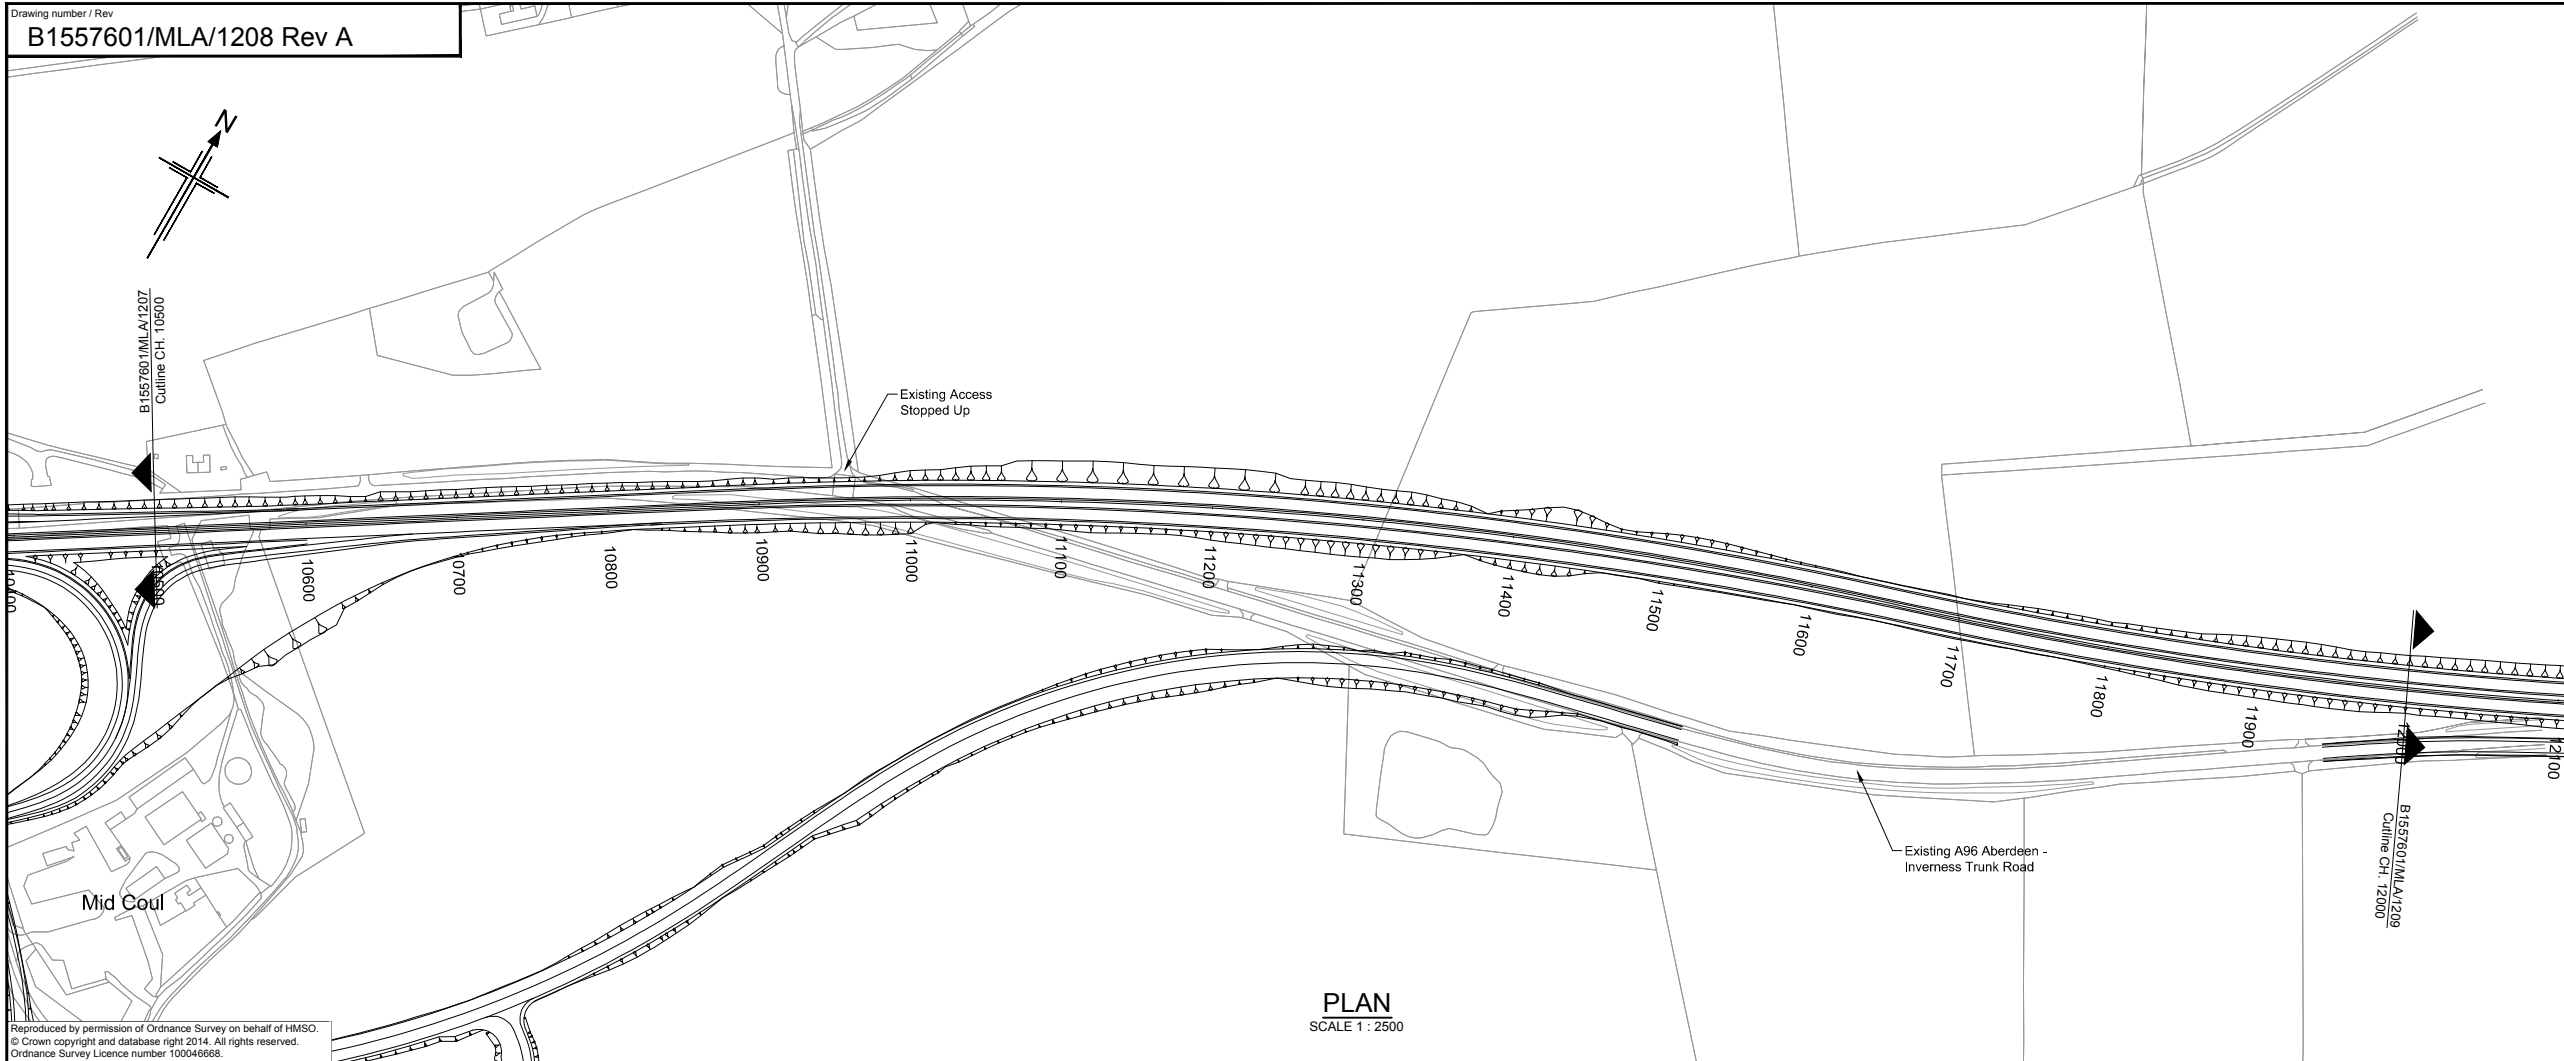 Drawing number / Rev
B1557601/MLA/1208 Rev A
N
B1557601/MLA/1207
Cutline CH. 10500
Existing Access
Stopped Up
10500
10600
10700
10800
10900
11000
11100
11200
11300
11400
11500
11600
11700
11800
11900
12000
12100
B1557601/MLA/1209
Cutline CH. 12000
Existing A96 Aberdeen -
Inverness Trunk Road
Mid Coul
PLAN
SCALE 1 : 2500
Reproduced by permission of Ordnance Survey on behalf of HMSO.
© Crown copyright and database right 2014. All rights reserved.
Ordnance Survey Licence number 100046668.